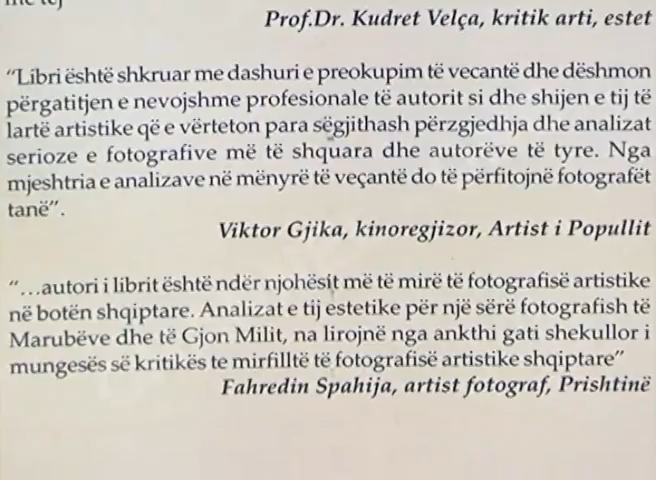 Prof.Dr. Kudret Velça, kritik arti, estet
“Libri është shkruar me dashuri e preokupim të vecantë dhe dëshmon
përgatitjen e nevojshme profesionale të autorit si dhe shijen e tij të
lartë artistike që e vërteton para sëgjithash përzgjedhja dhe analizat
serioze e fotografive më të shquara dhe autorëve të tyre. Nga
mjeshtria e analizave në mënyrë të veçantë do të përfitojnë fotografët
tanë”.
Viktor Gjika, kinoregjizor, Artist i Popullit
“…autori i librit është ndër njohësit më të mirë të fotografisë artistike
në botën shqiptare. Analizat e tij estetike për një sërë fotografish të
Marubëve dhe të Gjon Milit, na lirojnë nga ankthi gati shekullor i
mungesës së kritikës te mirfilltë të fotografisë artistike shqiptare”
Fahredin Spahija, artist fotograf, Prishtinë